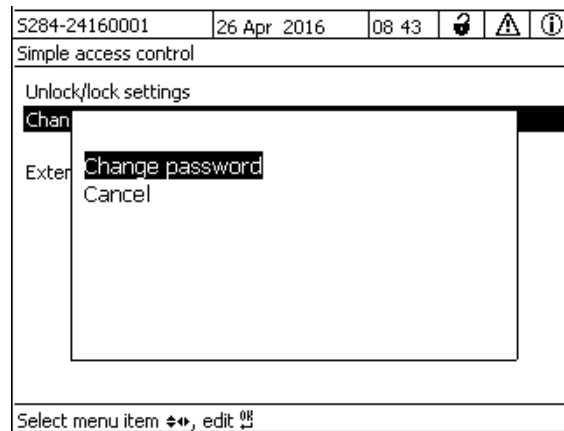 S284-24160001 26 Apr 2016 08 43
Simple access control
Unlock/lock settings
Chan
Change password
Exter
Cancel
Select menu item, edit OK